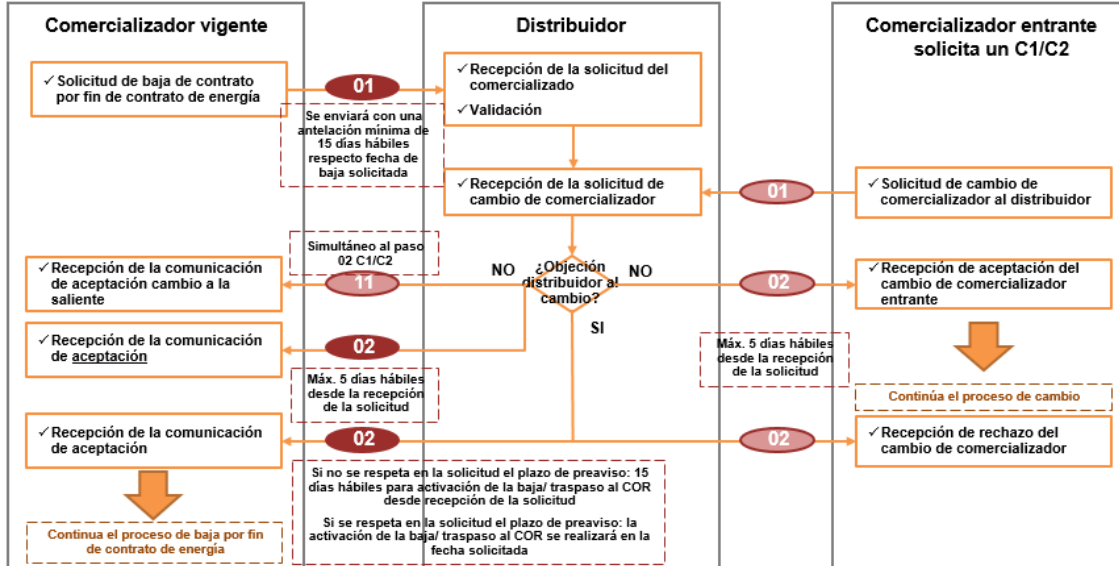 Comercializador vigente
Distribuidor
Comercializador entrante
solicita un C1/C2
✓ Solicitud de baja de contrato
por fin de contrato de energía
01
Se enviará con una
antelación mínima de
15 días hábiles
respecto fecha de
baja solicitada
✓ Recepción de la solicitud del
comercializado
✓ Validación
✓ Recepción de la solicitud de
cambio de comercializador
01
✓ Solicitud de cambio de
comercializador al distribuidor
Simultáneo al paso
02 C1/C2
✓ Recepción de la comunicación
de aceptación cambio a la
saliente
11
NO
¿Objeción
distribuidor al
cambio?
NO
02
✓ Recepción de aceptación del
cambio de comercializador
entrante
SI
✓ Recepción de la comunicación
de aceptación
02
Máx. 5 días hábiles
desde la recepción
de la solicitud
Máx. 5 días hábiles
desde la recepción
de la solicitud
Continúa el proceso de cambio
✓ Recepción de la comunicación
de aceptación
02
02
✓ Recepción de rechazo del
cambio de comercializador
Si no se respeta en la solicitud el plazo de preaviso: 15
días hábiles para activación de la baja/ traspaso al COR
desde recepción de la solicitud
Si se respeta en la solicitud el plazo de preaviso: la
activación de la baja/ traspaso al COR se realizará en la
fecha solicitada
Continua el proceso de baja por fin
de contrato de energía